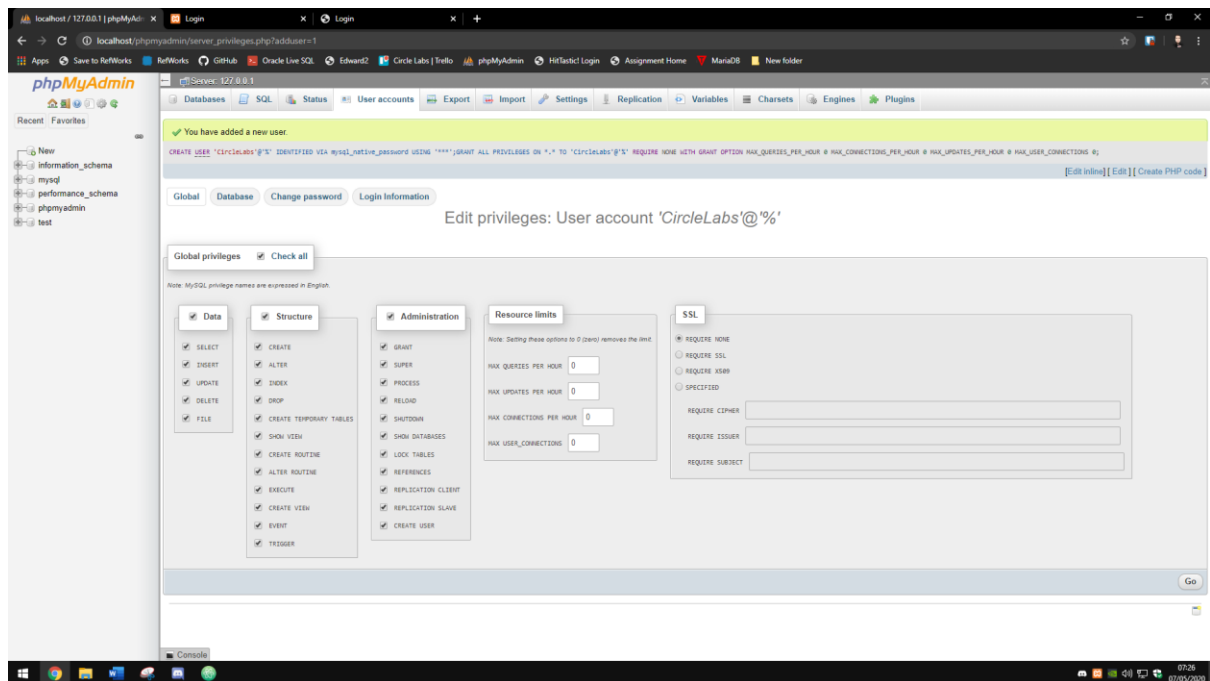 localhost / 127.0.0.1 | phpMyAdm
Login
Login
localhost/phpmyadmin/server_privileges.php?adduser=1
Apps Save to RefWorks RefWorks GitHub Oracle Live SQL Edward2 Circle Labs | Trello phpMyAdmin HitTastic! Login Assignment Home MariaDB New folder
phpMyAdmin
Recent Favorites
New
information_schema
mysql
performance_schema
phpmyadmin
test
Server: 127.0.0.1
Databases SQL Status User accounts Export Import Settings Replication Variables Charsets Engines Plugins
You have added a new user.
CREATE USER 'CircleLabs'@'%' IDENTIFIED VIA mysql_native_password USING '***';GRANT ALL PRIVILEGES ON *.* TO 'CircleLabs'@'%' REQUIRE NONE WITH GRANT OPTION MAX_QUERIES_PER_HOUR 0 MAX_CONNECTIONS_PER_HOUR 0 MAX_UPDATES_PER_HOUR 0 MAX_USER_CONNECTIONS 0;
[Edit inline] [ Edit ] [ Create PHP code ]
Global Database Change password Login Information
Edit privileges: User account 'CircleLabs'@'%'
Global privileges Check all
Note: MySQL privilege names are expressed in English.
Data
SELECT
INSERT
UPDATE
DELETE
FILE
Structure
CREATE
ALTER
INDEX
DROP
CREATE TEMPORARY TABLES
SHOW VIEW
CREATE ROUTINE
ALTER ROUTINE
EXECUTE
CREATE VIEW
EVENT
TRIGGER
Administration
GRANT
SUPER
PROCESS
RELOAD
SHUTDOWN
SHOW DATABASES
LOCK TABLES
REFERENCES
REPLICATION CLIENT
REPLICATION SLAVE
CREATE USER
Resource limits
Note: Setting these options to 0 (zero) removes the limit.
MAX QUERIES PER HOUR 0
MAX UPDATES PER HOUR 0
MAX CONNECTIONS PER HOUR 0
MAX USER_CONNECTIONS 0
SSL
REQUIRE NONE
REQUIRE SSL
REQUIRE X509
SPECIFIED
REQUIRE CIPHER
REQUIRE ISSUER
REQUIRE SUBJECT
Go
Console
07:26
07/05/2020